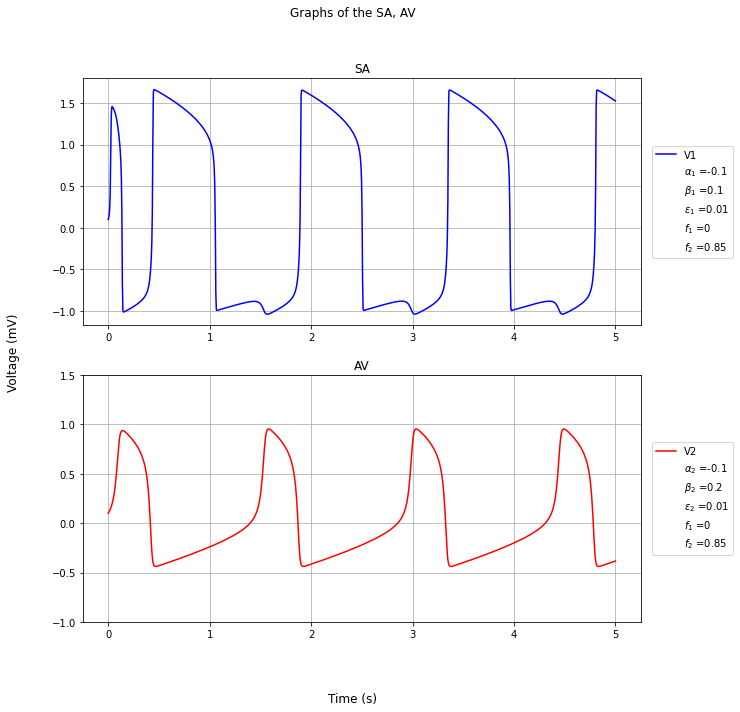 Graphs of the SA, AV
SA
1.5
1.0
0.5
0.0
−0.5
−1.0
0 1 2 3 4 5
V1
α₁ =-0.1
β₁ =0.1
ε₁ =0.01
f₁ =0
f₂ =0.85
Voltage (mV)
AV
1.5
1.0
0.5
0.0
−0.5
−1.0
0 1 2 3 4 5
V2
α₂ =-0.1
β₂ =0.2
ε₂ =0.01
f₁ =0
f₂ =0.85
Time (s)